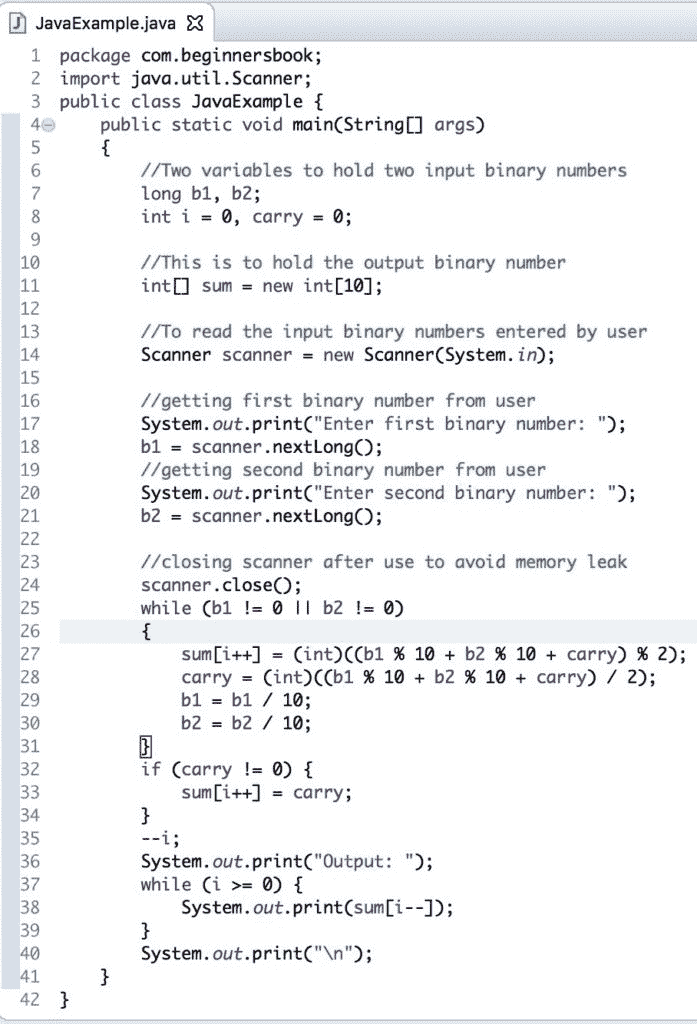 JavaExample.java
1 package com.beginnersbook;
2 import java.util.Scanner;
3 public class JavaExample {
4     public static void main(String[] args)
5     {
6         //Two variables to hold two input binary numbers
7         long b1, b2;
8         int i = 0, carry = 0;
9
10         //This is to hold the output binary number
11         int[] sum = new int[10];
12
13         //To read the input binary numbers entered by user
14         Scanner scanner = new Scanner(System.in);
15
16         //getting first binary number from user
17         System.out.print("Enter first binary number: ");
18         b1 = scanner.nextLong();
19         //getting second binary number from user
20         System.out.print("Enter second binary number: ");
21         b2 = scanner.nextLong();
22
23         //closing scanner after use to avoid memory leak
24         scanner.close();
25         while (b1 != 0 || b2 != 0)
26         {
27             sum[i++] = (int)((b1 % 10 + b2 % 10 + carry) % 2);
28             carry = (int)((b1 % 10 + b2 % 10 + carry) / 2);
29             b1 = b1 / 10;
30             b2 = b2 / 10;
31         }
32         if (carry != 0) {
33             sum[i++] = carry;
34         }
35         --i;
36         System.out.print("Output: ");
37         while (i >= 0) {
38             System.out.print(sum[i--]);
39         }
40         System.out.print("\n");
41     }
42 }